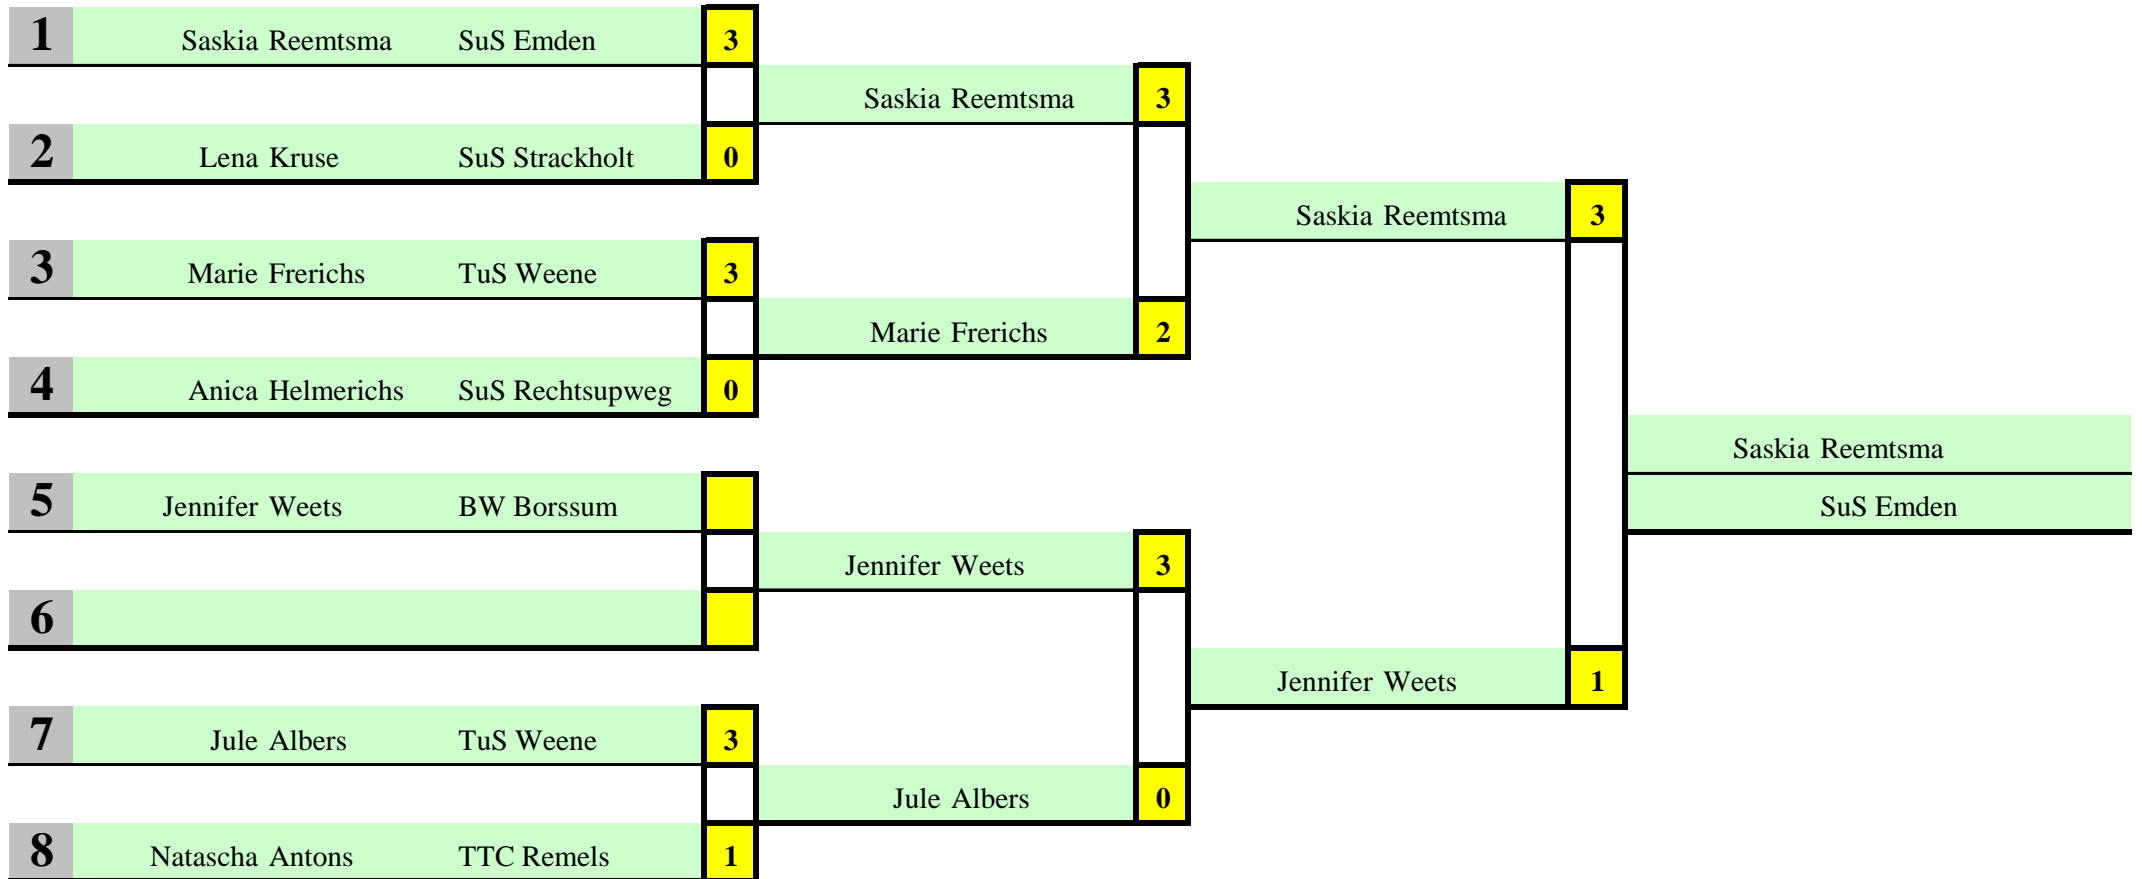 1 Saskia Reemtsma SuS Emden 3
Saskia Reemtsma 3
2 Lena Kruse SuS Strackholt 0
Saskia Reemtsma 3
3 Marie Frerichs TuS Weene 3
Marie Frerichs 2
4 Anica Helmerichs SuS Rechtsupweg 0
Saskia Reemtsma
5 Jennifer Weets BW Borssum SuS Emden
Jennifer Weets 3
6
Jennifer Weets 1
7 Jule Albers TuS Weene 3
Jule Albers 0
8 Natascha Antons TTC Remels 1